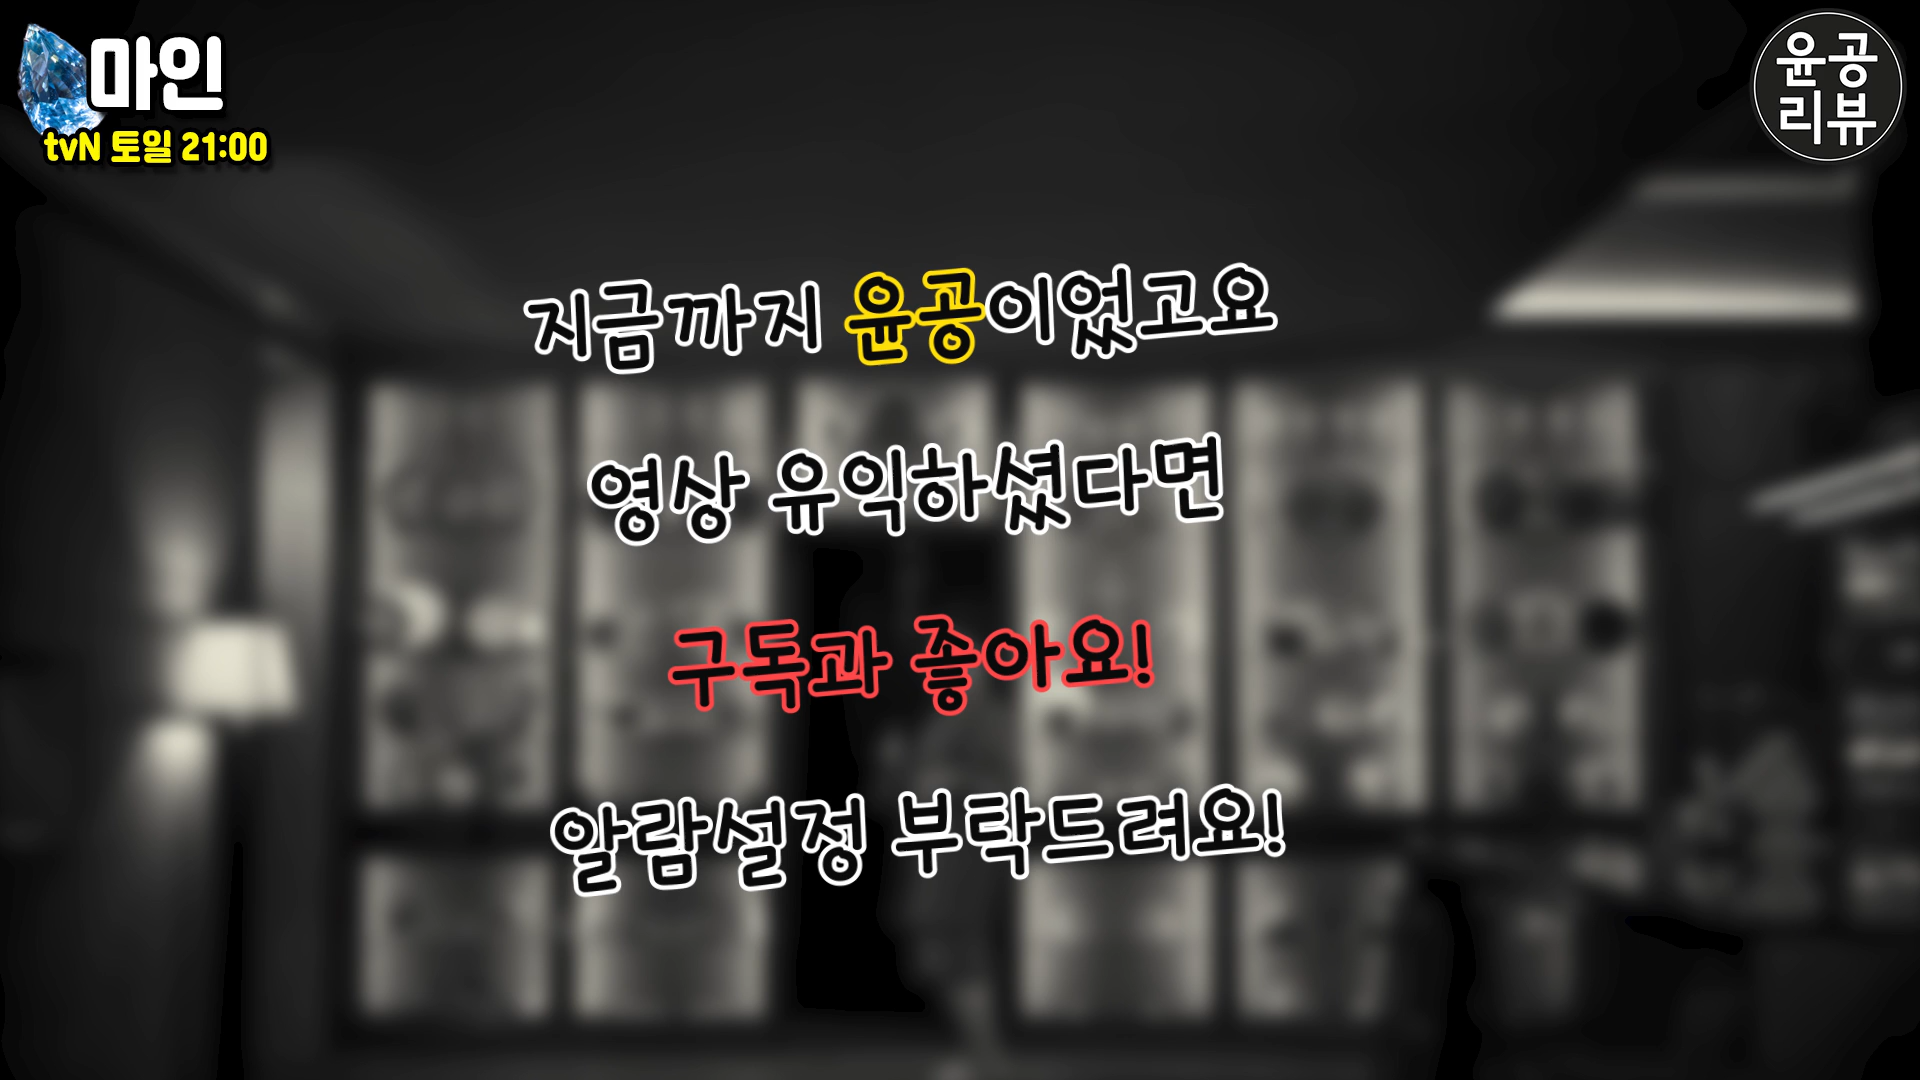 마인
tvN 토일 21:00
윤공
리뷰
지금까지 윤공이었고요
영상 유익하셨다면
구독과 좋아요!
알람설정 부탁드려요!